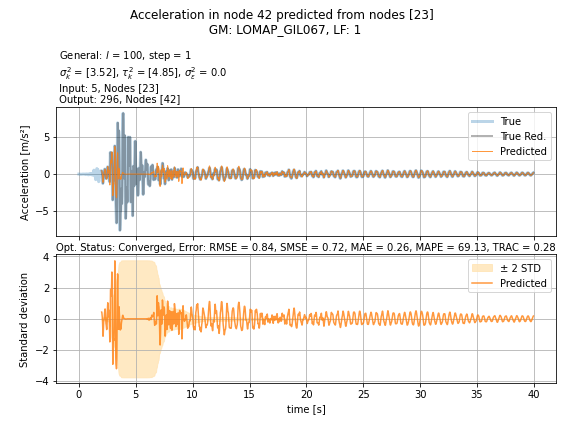 Acceleration in node 42 predicted from nodes [23]
GM: LOMAP_GIL067, LF: 1
General: l = 100, step = 1
σ²ₖ = [3.52], τ²ₖ = [4.85], σ²ε = 0.0
Input: 5, Nodes [23]
Output: 296, Nodes [42]
Acceleration [m/s²]
5
0
−5
True
True Red.
Predicted
Opt. Status: Converged, Error: RMSE = 0.84, SMSE = 0.72, MAE = 0.26, MAPE = 69.13, TRAC = 0.28
Standard deviation
4
2
0
−2
−4
± 2 STD
Predicted
0 5 10 15 20 25 30 35 40
time [s]